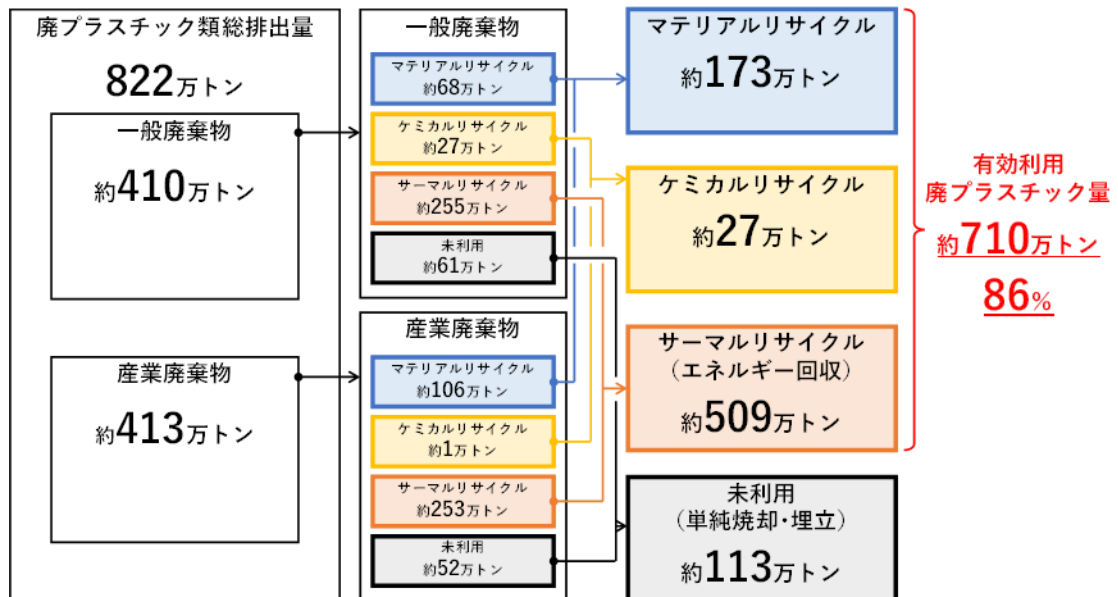 廃プラスチック類総排出量
822万トン
一般廃棄物
約410万トン
産業廃棄物
約413万トン
一般廃棄物
マテリアルリサイクル
約68万トン
ケミカルリサイクル
約27万トン
サーマルリサイクル
約255万トン
未利用
約61万トン
産業廃棄物
マテリアルリサイクル
約106万トン
ケミカルリサイクル
約1万トン
サーマルリサイクル
約253万トン
未利用
約52万トン
マテリアルリサイクル
約173万トン
ケミカルリサイクル
約27万トン
サーマルリサイクル
（エネルギー回収）
約509万トン
未利用
（単純焼却・埋立）
約113万トン
有効利用
廃プラスチック量
約710万トン
86%